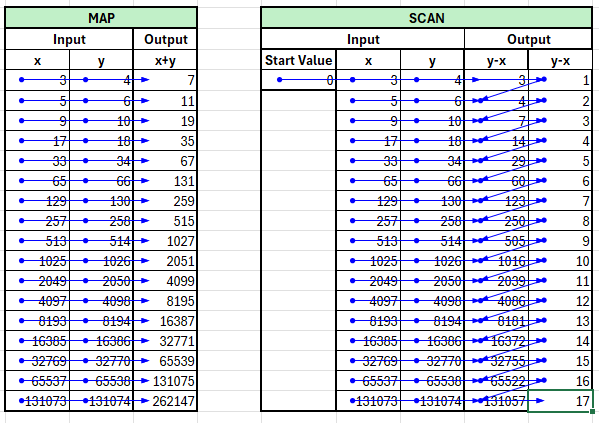 MAP SCAN
Input Output Input Output
x y x+y Start Value x y y-x y-x
3 4 7 0 3 4 3 1
5 6 11 5 6 4 2
9 10 19 9 10 7 3
17 18 35 17 18 14 4
33 34 67 33 34 29 5
65 66 131 65 66 60 6
129 130 259 129 130 123 7
257 258 515 257 258 250 8
513 514 1027 513 514 505 9
1025 1026 2051 1025 1026 1016 10
2049 2050 4099 2049 2050 2039 11
4097 4098 8195 4097 4098 4086 12
8193 8194 16387 8193 8194 8181 13
16385 16386 32771 16385 16386 16372 14
32769 32770 65539 32769 32770 32755 15
65537 65538 131075 65537 65538 65522 16
131073 131074 262147 131073 131074 131057 17